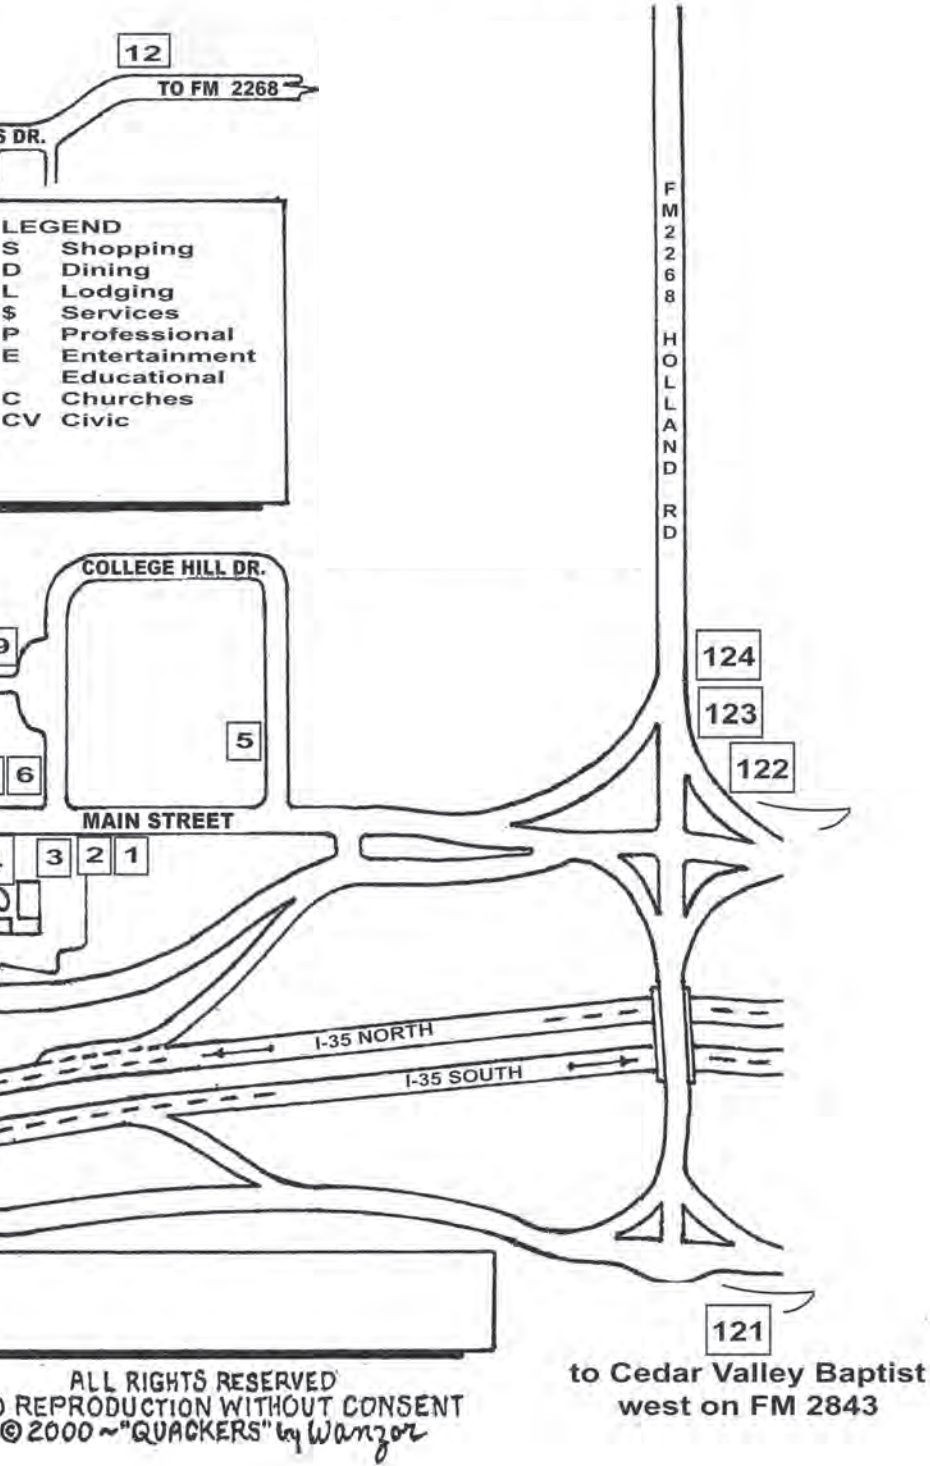 12
TO FM 2268
S DR.
LEGEND
S Shopping
D Dining
L Lodging
$ Services
P Professional
E Entertainment
Educational
C Churches
CV Civic
FM2268 HOLLAND RD
COLLEGE HILL DR.
9
124
123
5
122
6
MAIN STREET
3 2 1
I-35 NORTH
I-35 SOUTH
121
to Cedar Valley Baptist
west on FM 2843
ALL RIGHTS RESERVED
O REPRODUCTION WITHOUT CONSENT
© 2000 ~ "QUACKERS" by Wanzor